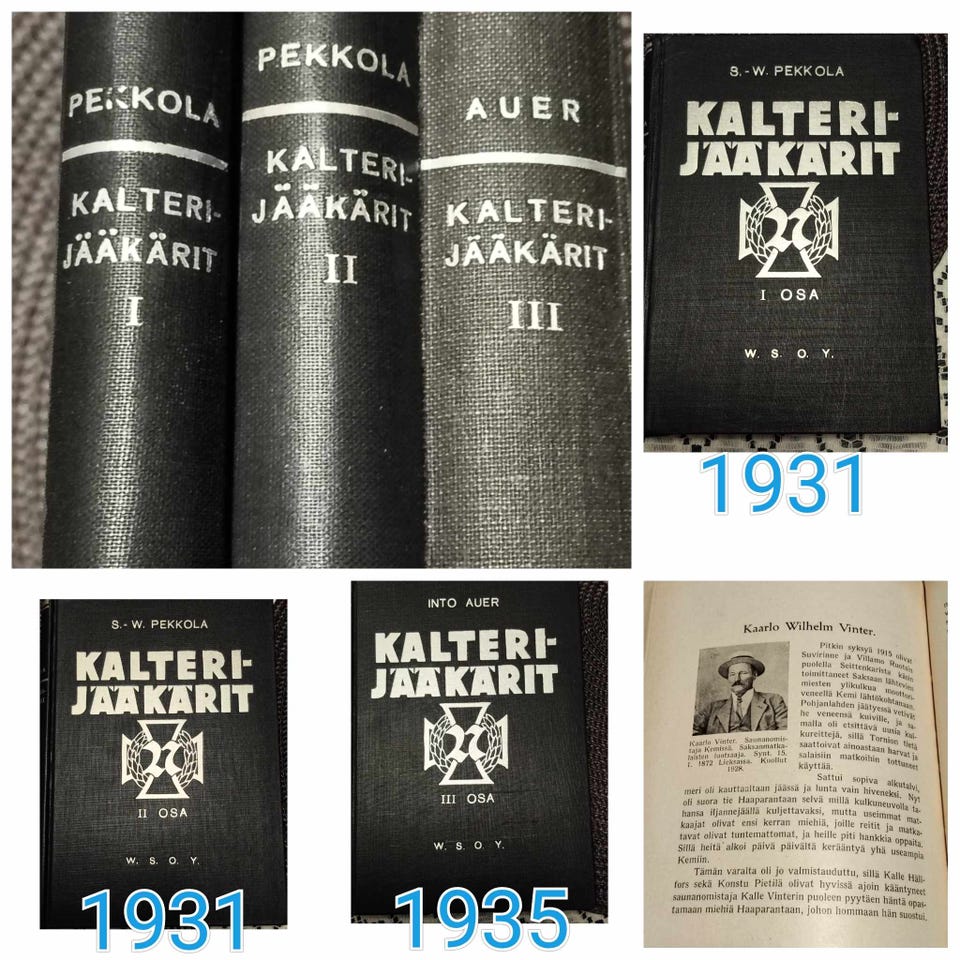 PEKKOLA
KALTERI-
JÄÄKÄRIT
I
PEKKOLA
KALTERI-
JÄÄKÄRIT
II
AUER
KALTERI-
JÄÄKÄRIT
III
S.-W. PEKKOLA
KALTERI-
JÄÄKÄRIT
N
I OSA
W. S. O. Y.
1931
S.-W. PEKKOLA
KALTERI-
JÄÄKÄRIT
N
II OSA
W. S. O. Y.
1931
INTO AUER
KALTERI-
JÄÄKÄRIT
N
III OSA
W. S. O. Y.
1935
Kaarlo Wilhelm Vinter.
Kaarlo Vinter. Saunanomis-
taja Kemissä. Saksanmatka-
laisten luotsaaja. Synt. 15.
1. 1872 Lieksassa. Kuollut
1928.
Pitkin syksyä 1915 olivat
Suvirinne ja Villamo Ruotsin
puolella Seittenkarista käsin
toimittaneet Saksaan lähtevien
miesten ylikulkua moottori-
veneellä Kemi lähtökohtanaan.
Pohjanlahden jäätyessä vetivät
he veneensä kuiville, ja sa-
malla oli etsittävä uusia kul-
kureittejä, sillä Tornion tietä
saattoivat ainoastaan harvat ja
salaisiin matkoihin tottuneet
käyttää.
Sattui sopiva alkutalvi,
meri oli kauttaaltaan jäässä ja lunta vain hiveneksi. Nyt
oli suora tie Haaparantaan selvä millä kulkuneuvolla ta-
hansa iljannejäällä kuljettavaksi, mutta useimmat mat-
kaajat olivat ensi kerran miehiä, joille reitit ja matka-
tavat olivat tuntemattomat, ja heille piti hankkia oppaita.
Sillä heitä alkoi päivä päivältä kerääntyä yhä useampia
Kemiin.
Tämän varalta oli jo valmistauduttu, sillä Kalle Häll-
fors sekä Konstu Pietilä olivat hyvissä ajoin kääntyneet
saunanomistaja Kalle Vinterin puoleen pyytäen häntä opas-
tamaan miehiä Haaparantaan, johon hommaan hän suostui,